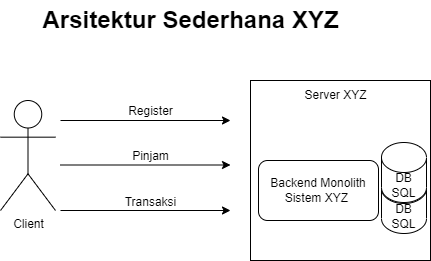 Arsitektur Sederhana XYZ
Server XYZ
Register
Pinjam
Transaksi
Client
Backend Monolith
Sistem XYZ
DB
SQL
DB
SQL